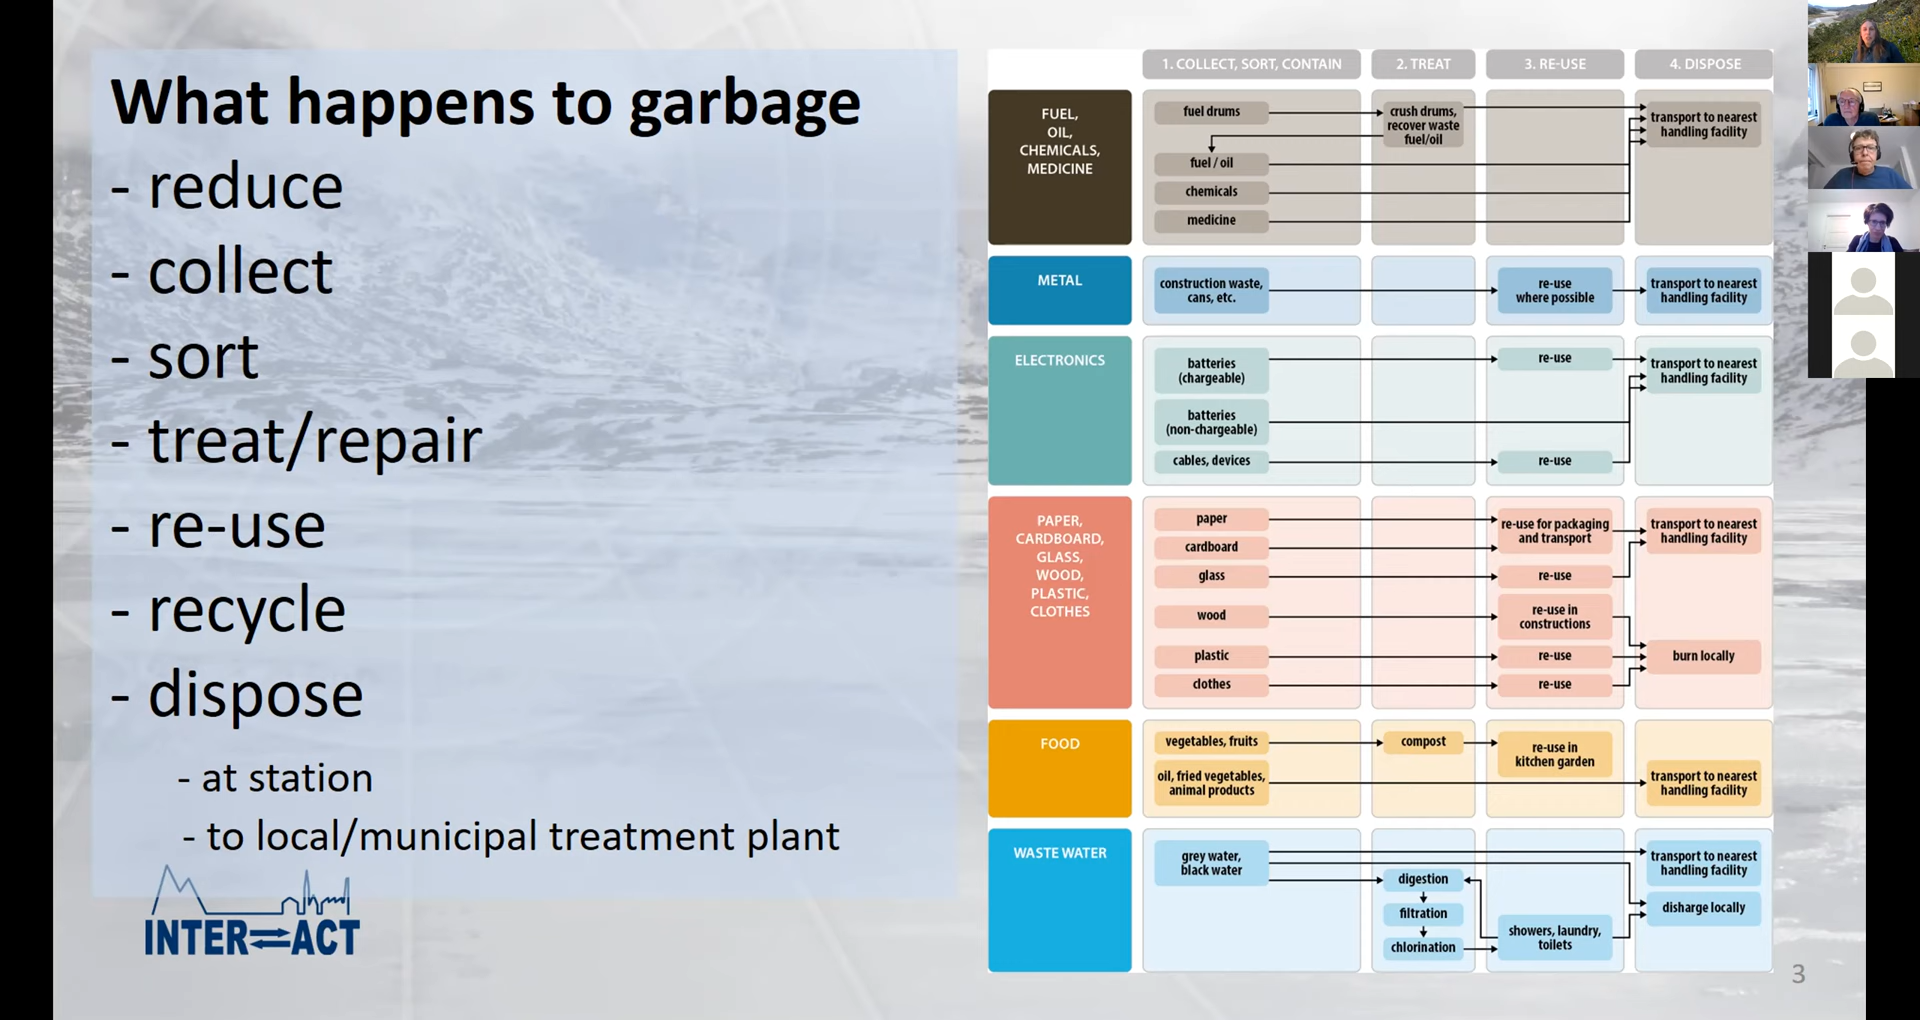 What happens to garbage
- reduce
- collect
- sort
- treat/repair
- re-use
- recycle
- dispose
- at station
- to local/municipal treatment plant
INTER ACT
1. COLLECT, SORT, CONTAIN
2. TREAT
3. RE-USE
4. DISPOSE
FUEL,
OIL,
CHEMICALS,
MEDICINE
fuel drums
crush drums,
recover waste
fuel/oil
transport to nearest
handling facility
fuel / oil
chemicals
medicine
METAL
construction waste,
cans, etc.
re-use
where possible
transport to nearest
handling facility
ELECTRONICS
batteries
(chargeable)
re-use
transport to nearest
handling facility
batteries
(non-chargeable)
cables, devices
re-use
PAPER,
CARDBOARD,
GLASS,
WOOD,
PLASTIC,
CLOTHES
paper
cardboard
re-use for packaging
and transport
transport to nearest
handling facility
glass
re-use
wood
re-use in
constructions
plastic
re-use
burn locally
clothes
re-use
FOOD
vegetables, fruits
compost
re-use in
kitchen garden
oil, fried vegetables,
animal products
transport to nearest
handling facility
WASTE WATER
grey water,
black water
transport to nearest
handling facility
digestion
filtration
chlorination
showers, laundry,
toilets
disharge locally
3